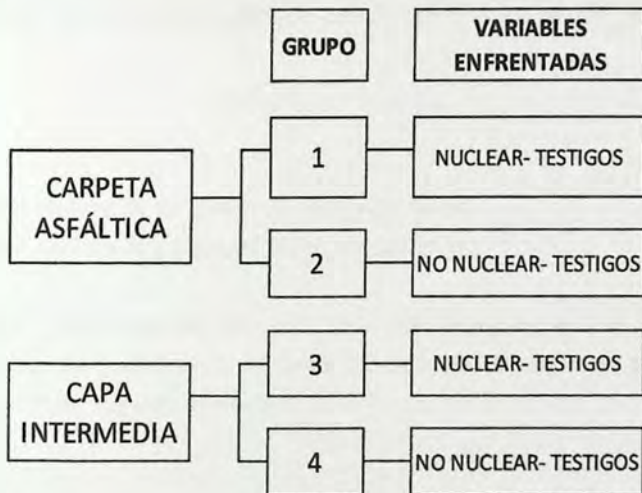 GRUPO
VARIABLES
ENFRENTADAS
CARPETA
ASFÁLTICA
1
NUCLEAR- TESTIGOS
2
NO NUCLEAR- TESTIGOS
CAPA
INTERMEDIA
3
NUCLEAR- TESTIGOS
4
NO NUCLEAR- TESTIGOS